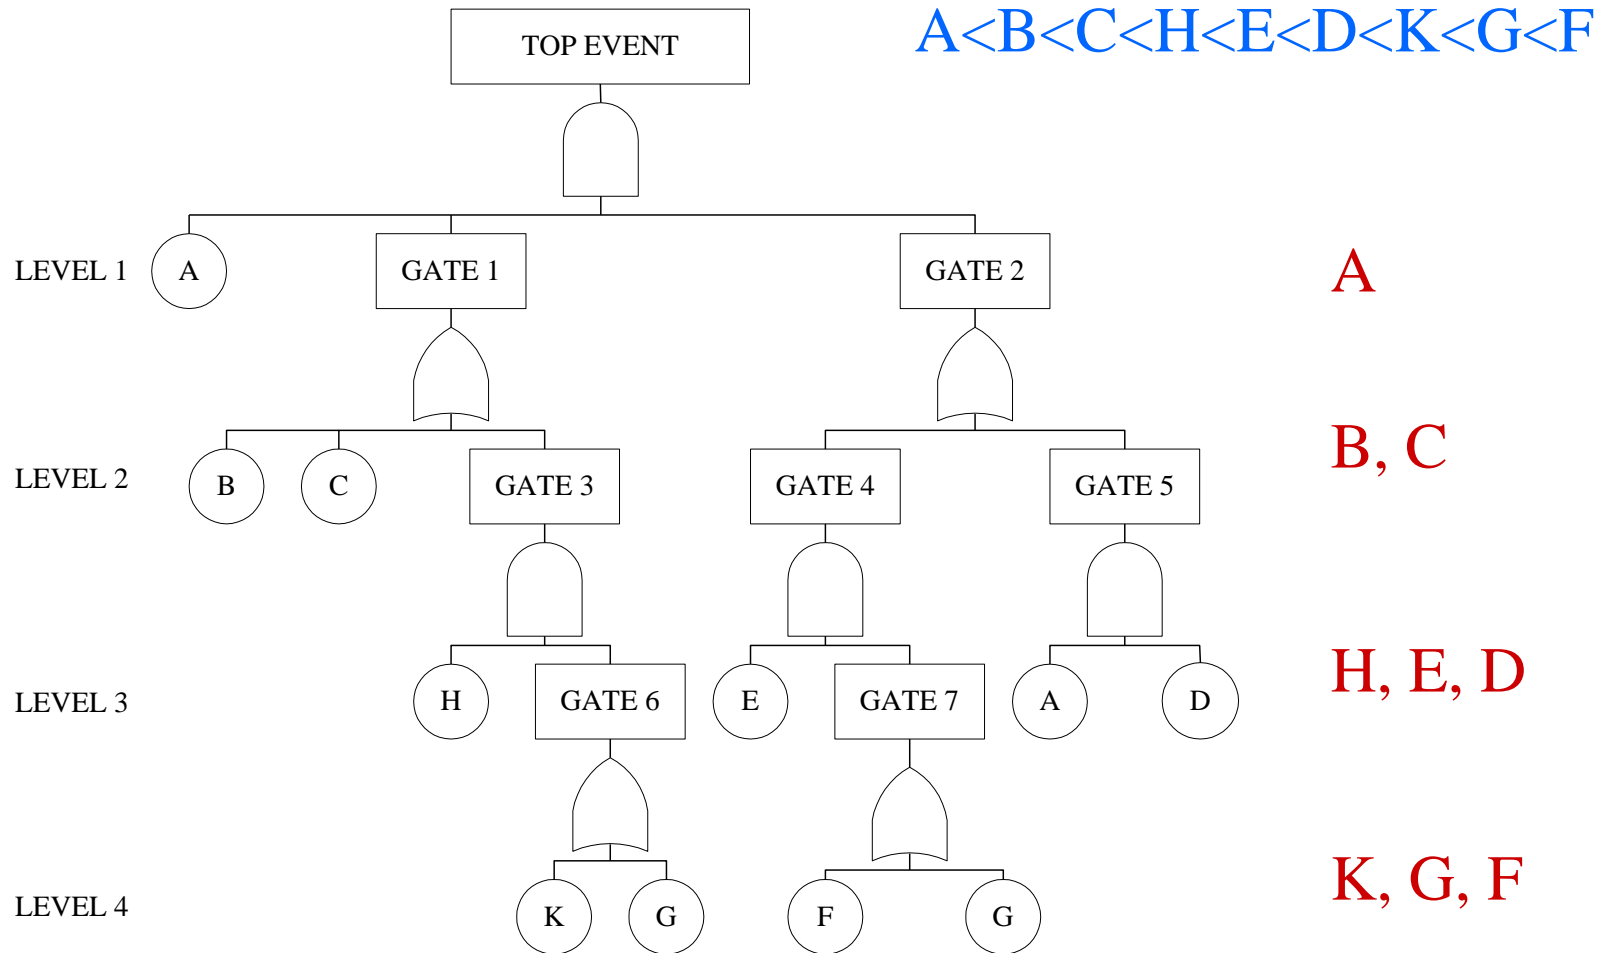 TOP EVENT
A<B<C<H<E<D<K<G<F
LEVEL 1
A
GATE 1
GATE 2
A
LEVEL 2
B
C
GATE 3
GATE 4
GATE 5
B, C
LEVEL 3
H
GATE 6
E
GATE 7
A
D
H, E, D
LEVEL 4
K
G
F
G
K, G, F